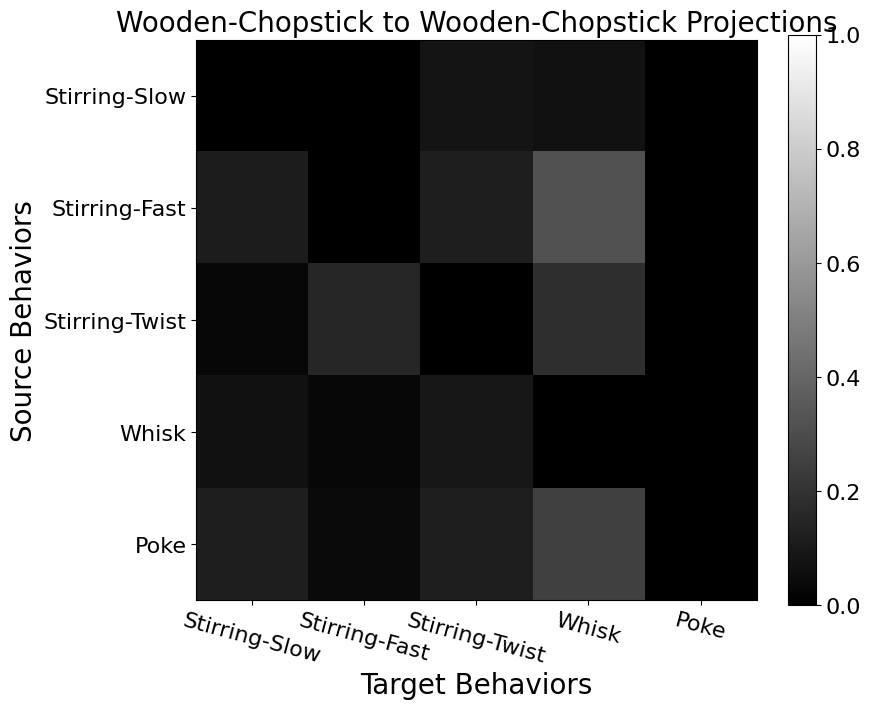 Wooden-Chopstick to Wooden-Chopstick Projections
1.0
0.8
0.6
0.4
0.2
0.0
Source Behaviors
Stirring-Slow
Stirring-Fast
Stirring-Twist
Whisk
Poke
Stirring-Slow
Stirring-Fast
Stirring-Twist
Whisk
Poke
Target Behaviors